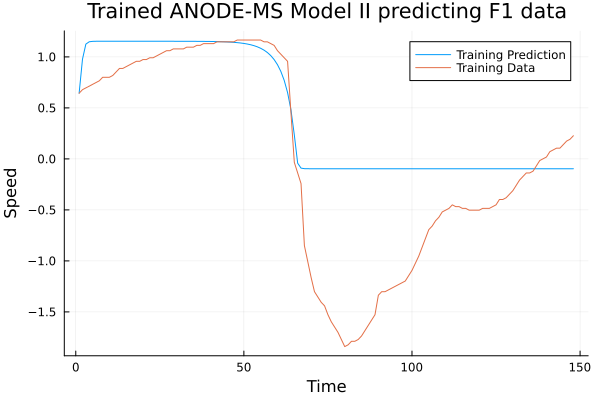 Trained ANODE-MS Model II predicting F1 data
Training Prediction
Training Data
1.0
0.5
0.0
−0.5
−1.0
−1.5
Speed
0
50
100
150
Time